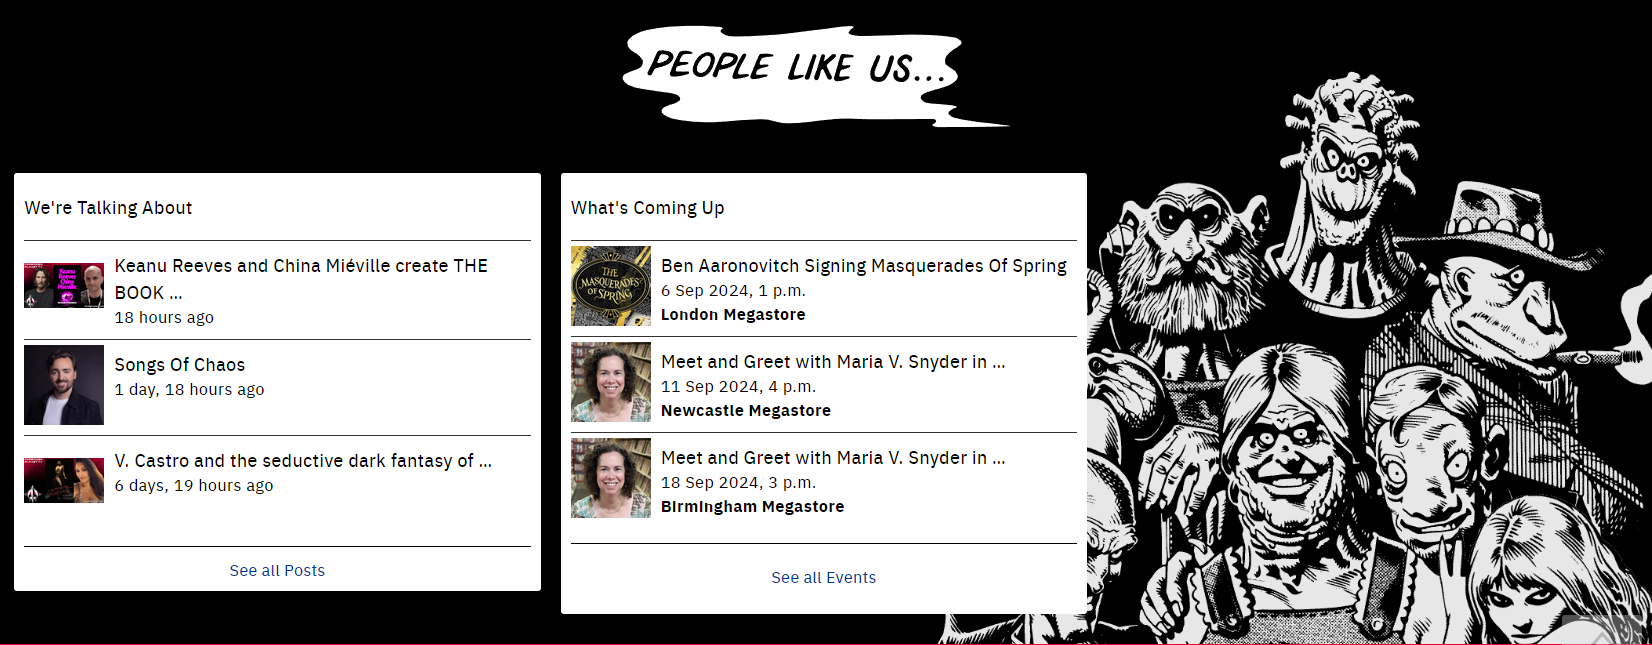 PEOPLE LIKE US...
We're Talking About
Keanu Reeves and China Miéville create THE
BOOK ...
18 hours ago
Songs Of Chaos
1 day, 18 hours ago
V. Castro and the seductive dark fantasy of ...
6 days, 19 hours ago
See all Posts
What's Coming Up
THE
MASQUERADES
OF SPRING
Ben Aaronovitch Signing Masquerades Of Spring
6 Sep 2024, 1 p.m.
London Megastore
Meet and Greet with Maria V. Snyder in ...
11 Sep 2024, 4 p.m.
Newcastle Megastore
Meet and Greet with Maria V. Snyder in ...
18 Sep 2024, 3 p.m.
Birmingham Megastore
See all Events